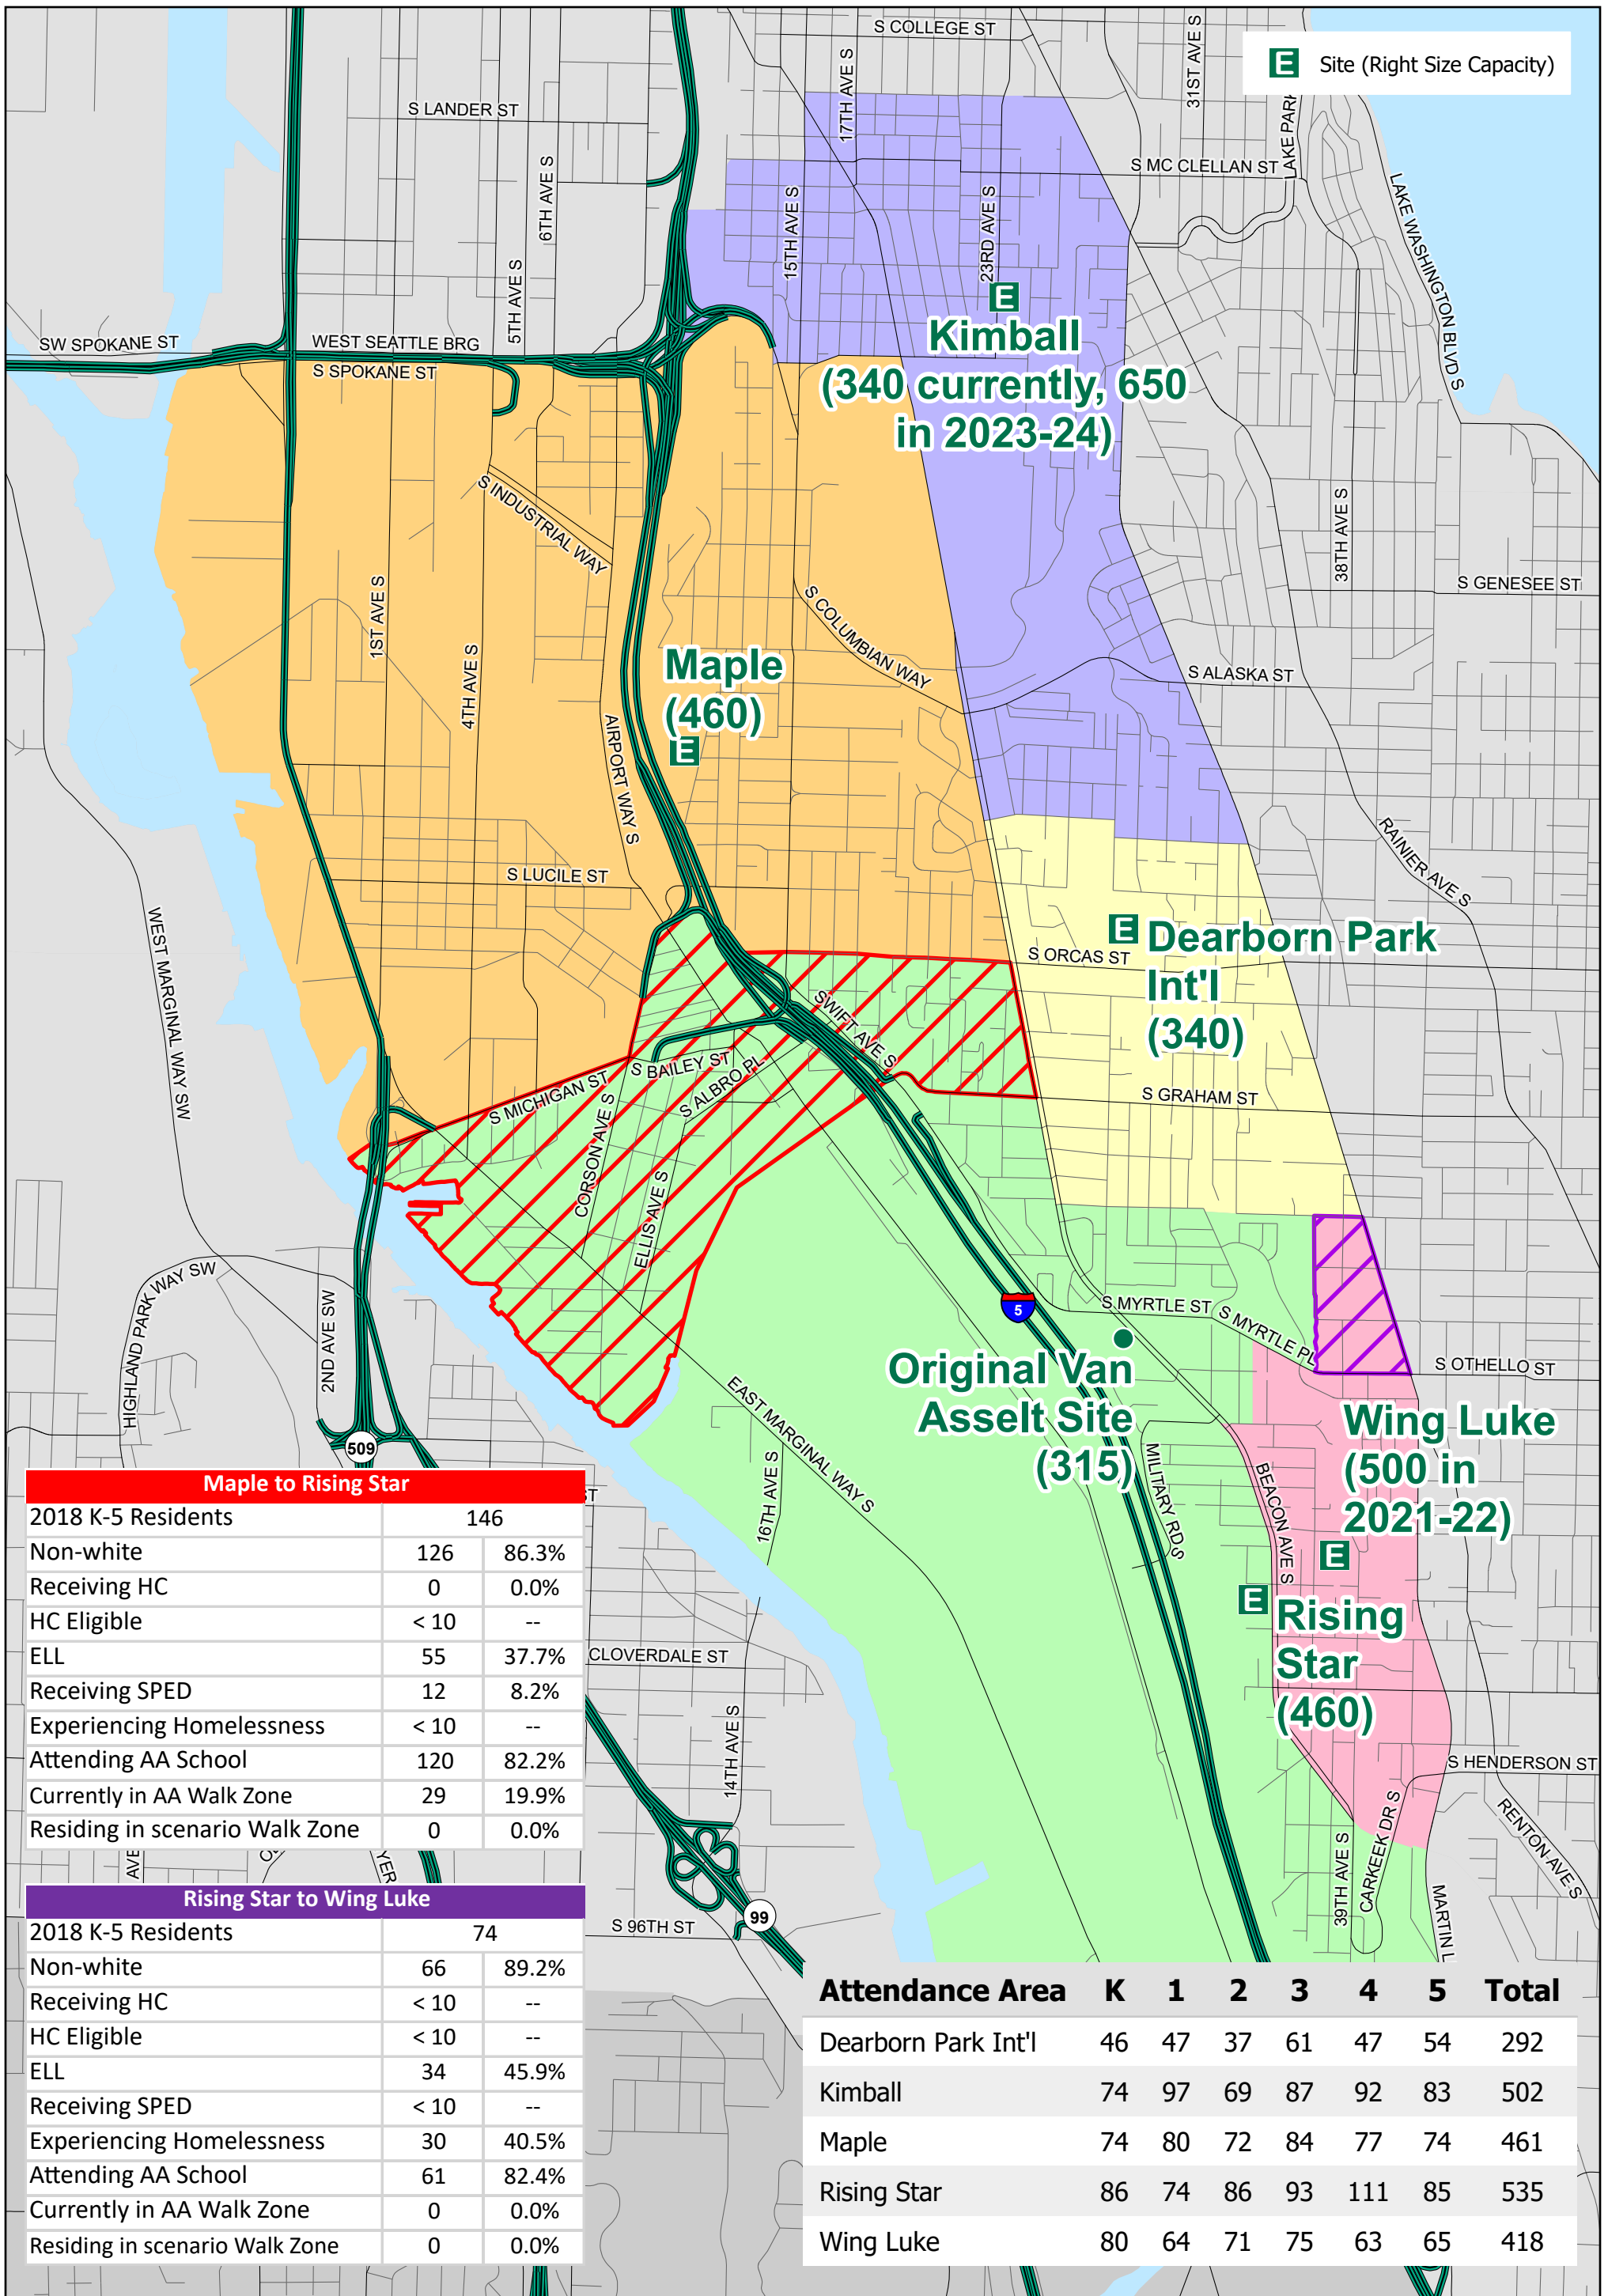 S COLLEGE ST
17TH AVE S
31ST AVE S
E Site (Right Size Capacity)
S LANDER ST
LAKE PARK
6TH AVE S
S MC CLELLAN ST
15TH AVE S
23RD AVE S
LAKE WASHINGTON BLVD S
5TH AVE S
E
Kimball
(340 currently, 650
in 2023-24)
SW SPOKANE ST
WEST SEATTLE BRG
S SPOKANE ST
S INDUSTRIAL WAY
38TH AVE S
S GENESEE ST
1ST AVE S
S COLUMBIAN WAY
4TH AVE S
Maple
(460)
E
S ALASKA ST
AIRPORT WAY S
RAINIER AVE S
S LUCILE ST
WEST MARGINAL WAY SW
E Dearborn Park
Int'l
(340)
S ORCAS ST
SWIFT AVE S
S BAILEY ST
S ALBRO PL
S MICHIGAN ST
S GRAHAM ST
CORSON AVE S
ELLIS AVE S
HIGHLAND PARK WAY SW
2ND AVE SW
5
S MYRTLE ST
S MYRTLE PL
S OTHELLO ST
Original Van
Asselt Site
(315)
EAST MARGINAL WAY S
Wing Luke
(500 in
2021-22)
E
509
16TH AVE S
MILITARY RD S
BEACON AVE S
E Rising
Star
(460)
ST
CLOVERDALE ST
14TH AVE S
S HENDERSON ST
RENTON AVE S
39TH AVE S
CARKEEK DR S
MARTIN L
AVE
YER
99
S 96TH ST
Maple to Rising Star
2018 K-5 Residents 146
Non-white 126 86.3%
Receiving HC 0 0.0%
HC Eligible < 10 --
ELL 55 37.7%
Receiving SPED 12 8.2%
Experiencing Homelessness < 10 --
Attending AA School 120 82.2%
Currently in AA Walk Zone 29 19.9%
Residing in scenario Walk Zone 0 0.0%
Rising Star to Wing Luke
2018 K-5 Residents 74
Non-white 66 89.2%
Receiving HC < 10 --
HC Eligible < 10 --
ELL 34 45.9%
Receiving SPED < 10 --
Experiencing Homelessness 30 40.5%
Attending AA School 61 82.4%
Currently in AA Walk Zone 0 0.0%
Residing in scenario Walk Zone 0 0.0%
Attendance Area K 1 2 3 4 5 Total
Dearborn Park Int'l 46 47 37 61 47 54 292
Kimball 74 97 69 87 92 83 502
Maple 74 80 72 84 77 74 461
Rising Star 86 74 86 93 111 85 535
Wing Luke 80 64 71 75 63 65 418